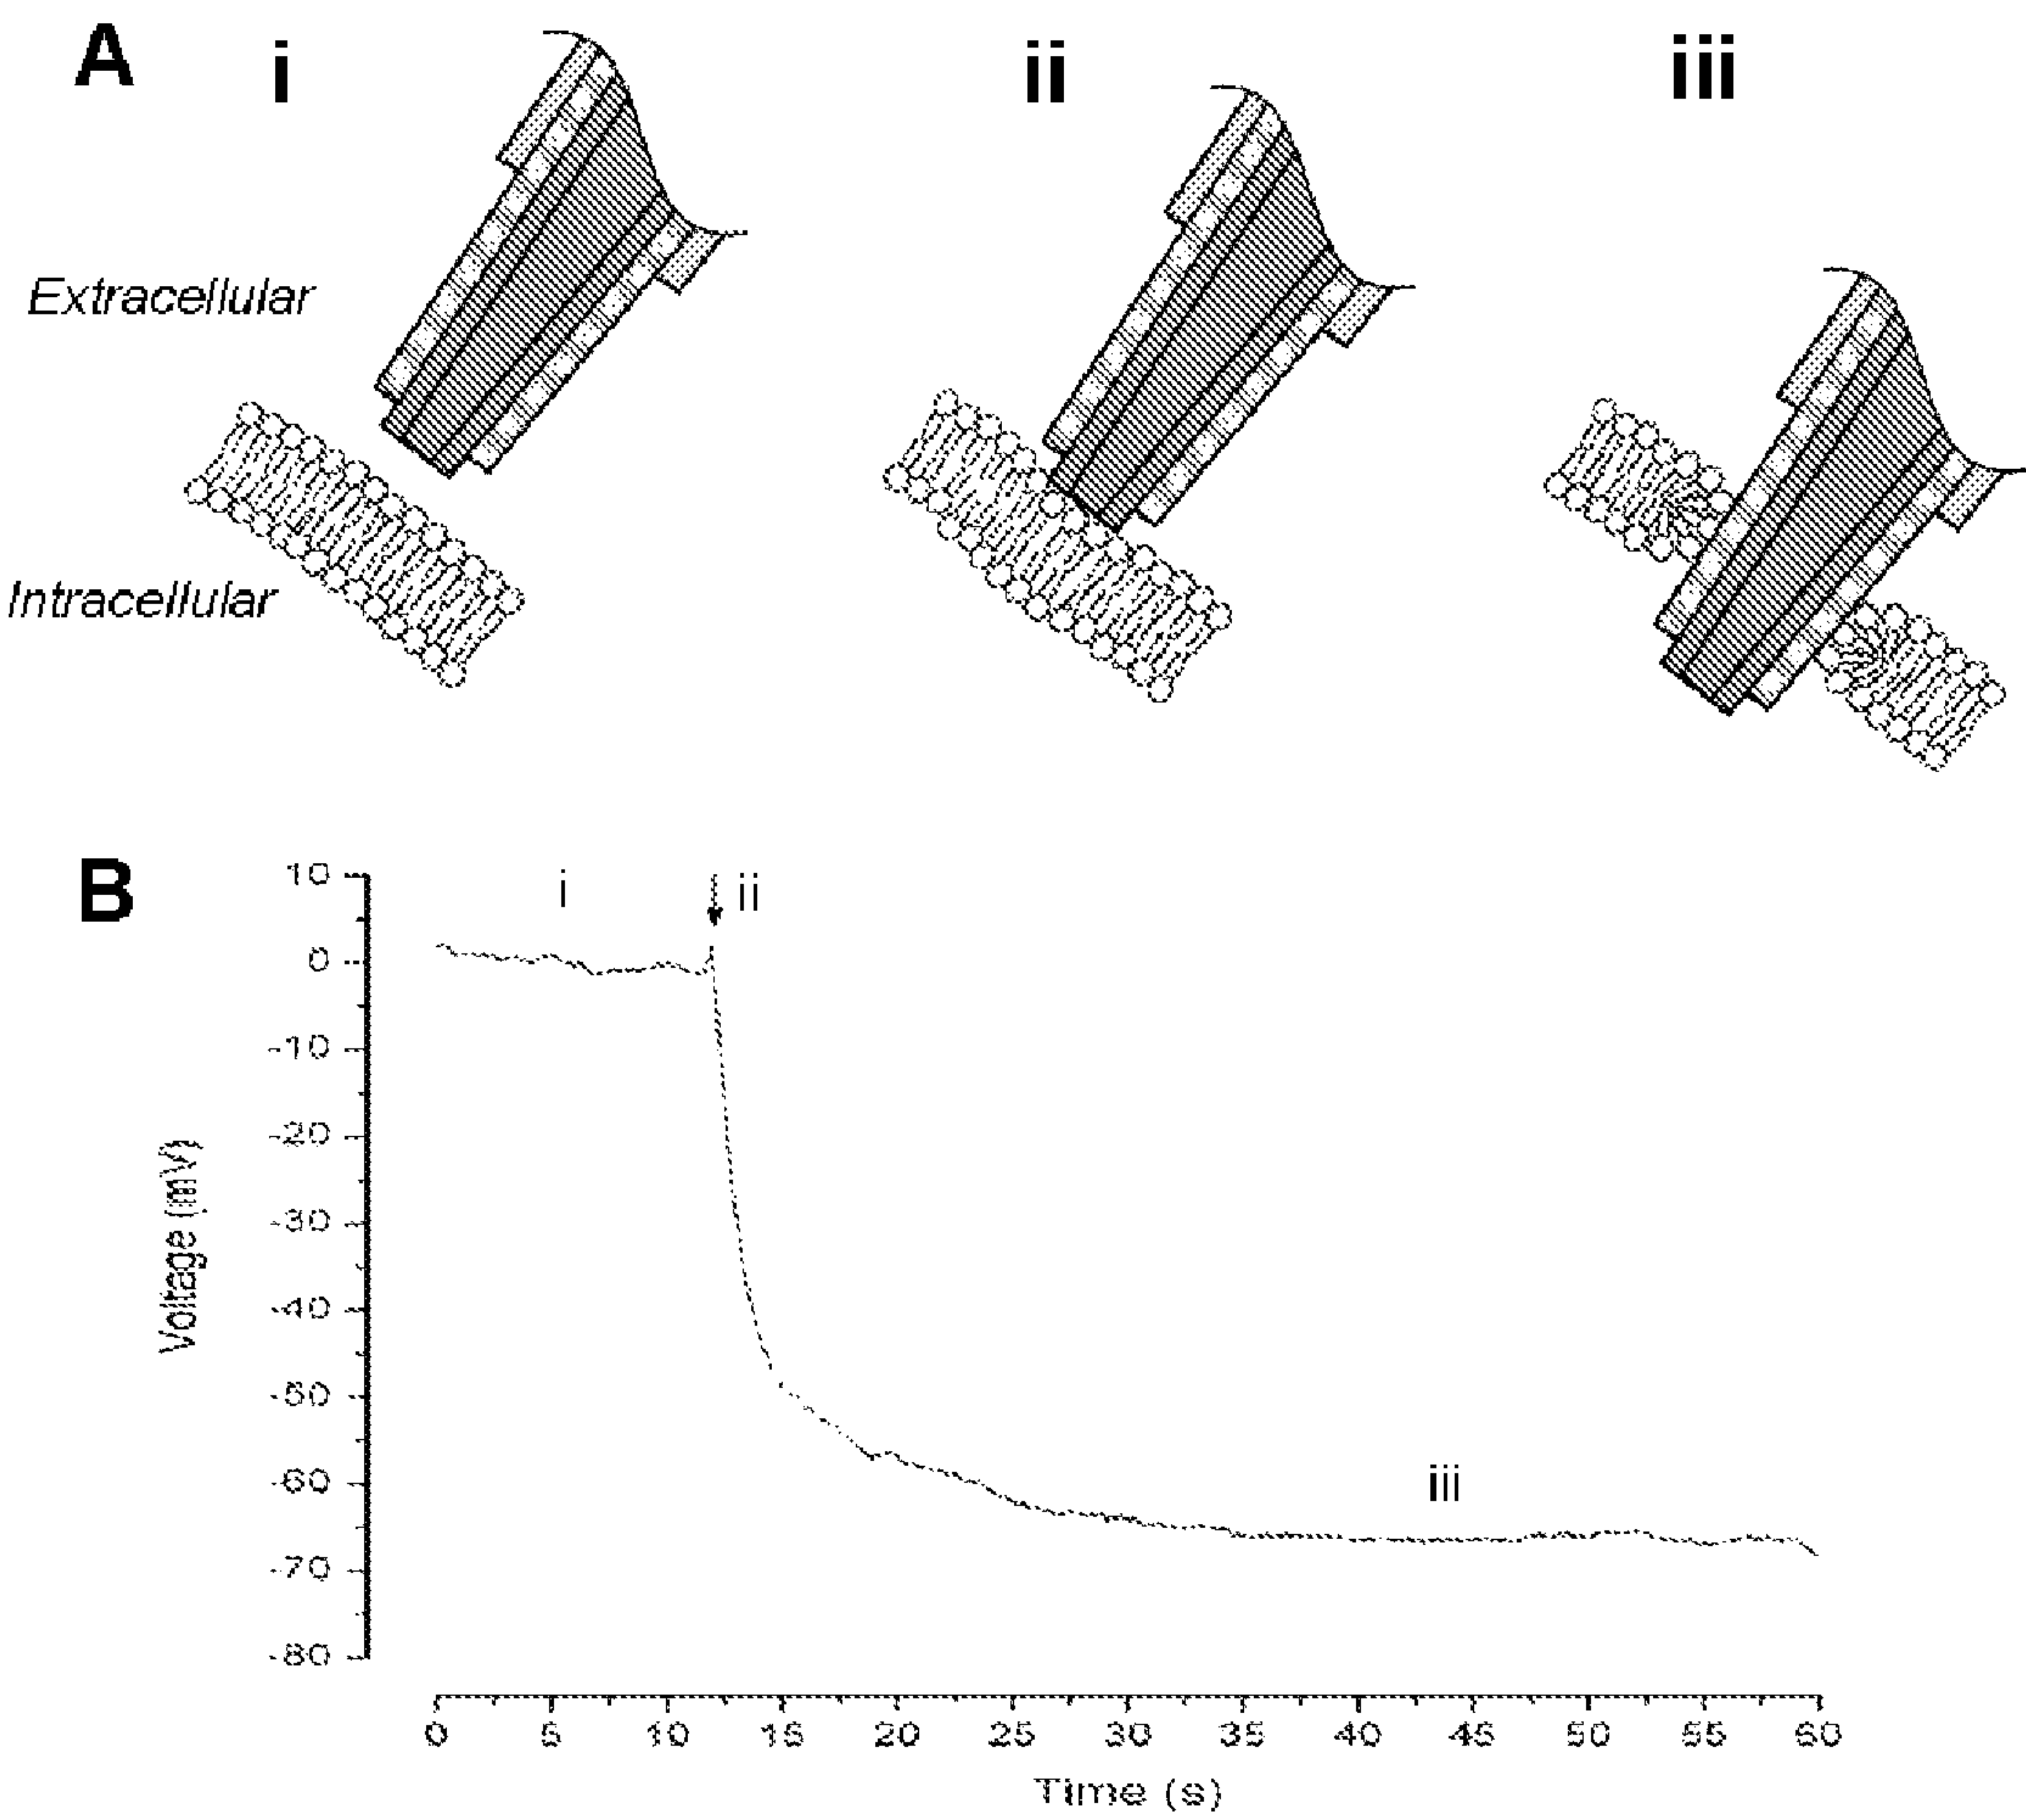 A
i
ii
iii
Extracellular
Intracellular
B
10
0
-10
-20
-30
-40
-50
-60
-70
-80
Voltage (mV)
i
ii
iii
0 5 10 15 20 25 30 35 40 45 50 55 60
Time (s)